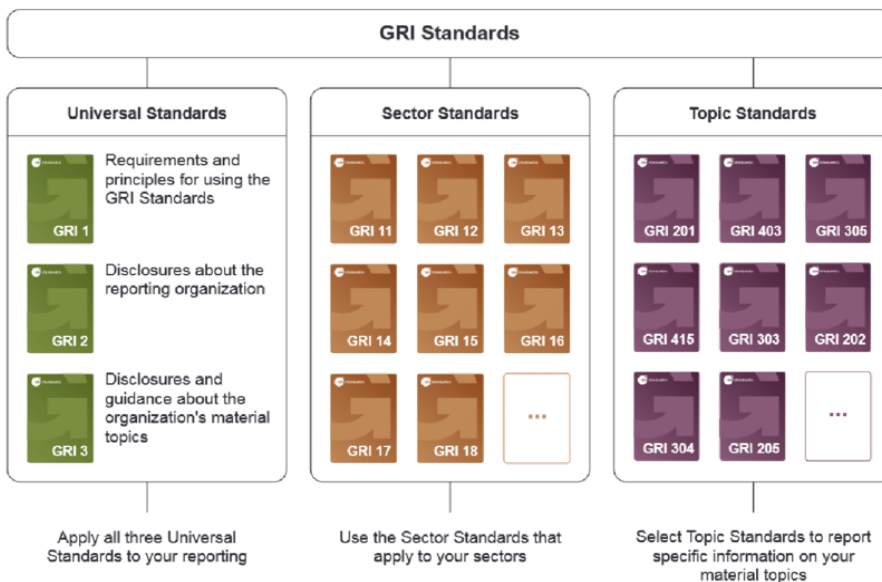 GRI Standards
Universal Standards
GRI 1
Requirements and
principles for using the
GRI Standards
GRI 2
Disclosures about the
reporting organization
GRI 3
Disclosures and
guidance about the
organization's material
topics
Apply all three Universal
Standards to your reporting
Sector Standards
GRI 11
GRI 12
GRI 13
GRI 14
GRI 15
GRI 16
GRI 17
GRI 18
...
Use the Sector Standards that
apply to your sectors
Topic Standards
GRI 201
GRI 403
GRI 305
GRI 415
GRI 303
GRI 202
GRI 304
GRI 205
...
Select Topic Standards to report
specific information on your
material topics